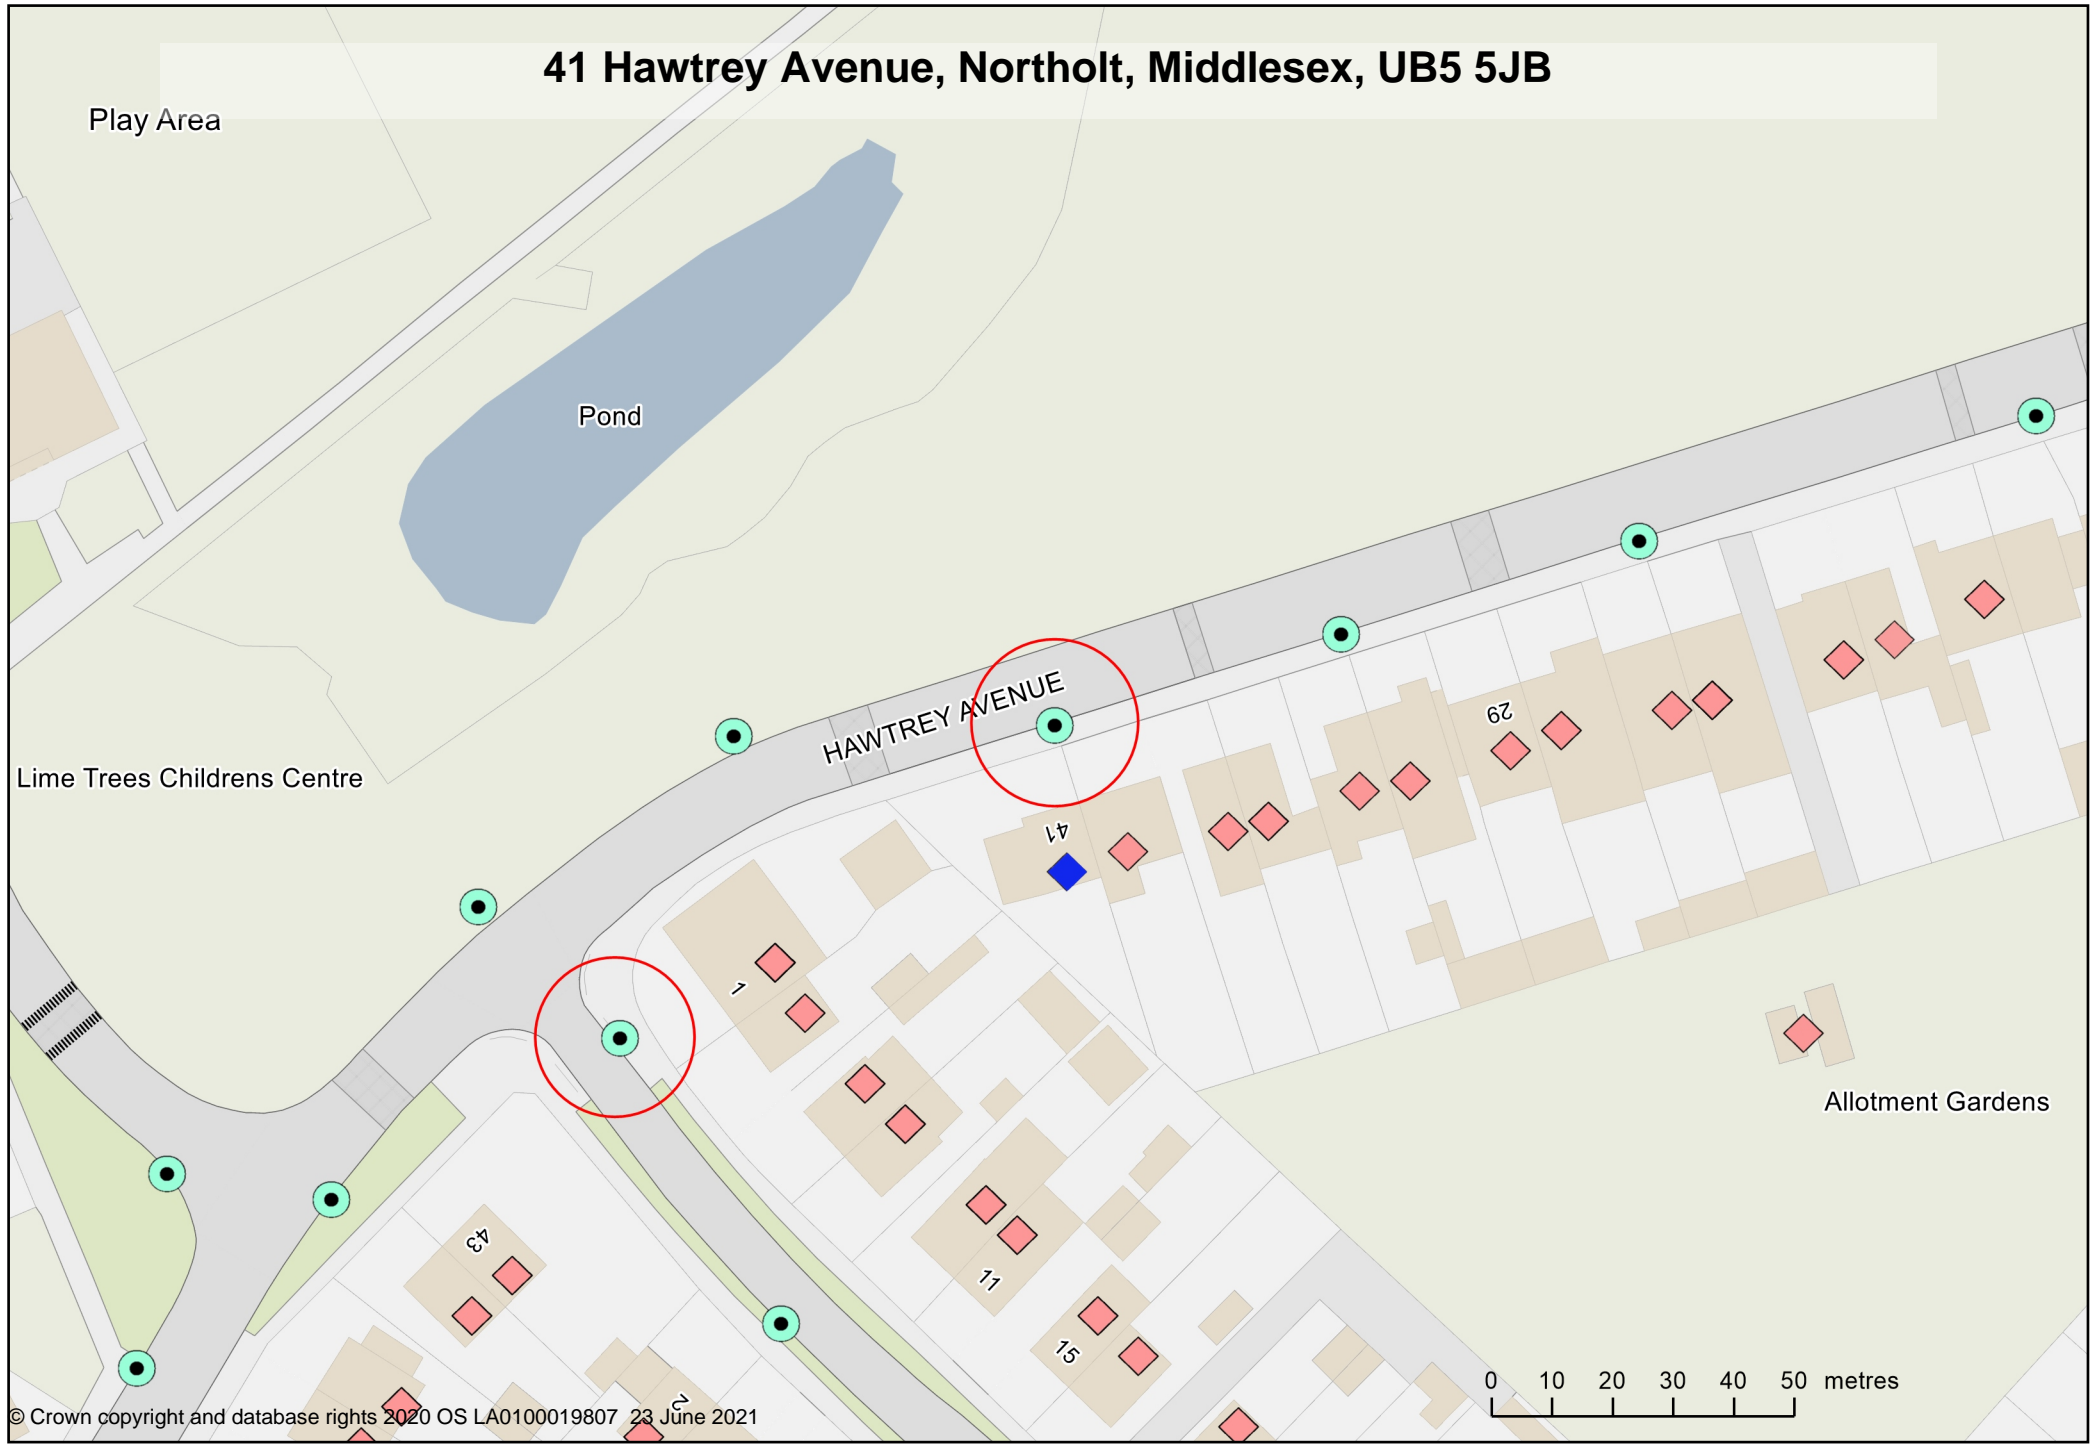 41 Hawtrey Avenue, Northolt, Middlesex, UB5 5JB
Play Area
Pond
HAWTREY AVENUE
29
Lime Trees Childrens Centre
41
1
Allotment Gardens
43
11
15
2
0 10 20 30 40 50 metres
© Crown copyright and database rights 2020 OS LA0100019807 23 June 2021